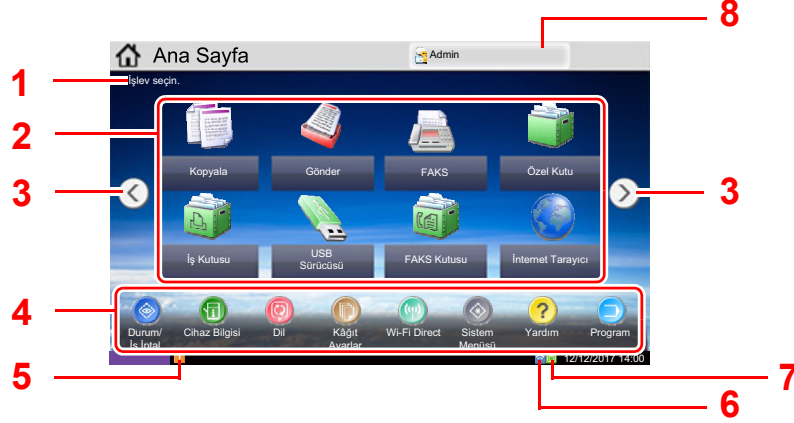 8
Ana Sayfa
Admin
1
İşlev seçin.
2
Kopyala
Gönder
FAKS
Özel Kutu
3
3
İş Kutusu
USB
Sürücüsü
FAKS Kutusu
İnternet Tarayıcı
4
Durum/
İş İptal
Cihaz Bilgisi
Dil
Kâğıt
Ayarlar
Wi-Fi Direct
Sistem
Menüsü
Yardım
Program
12/12/2017 14:00
5
7
6